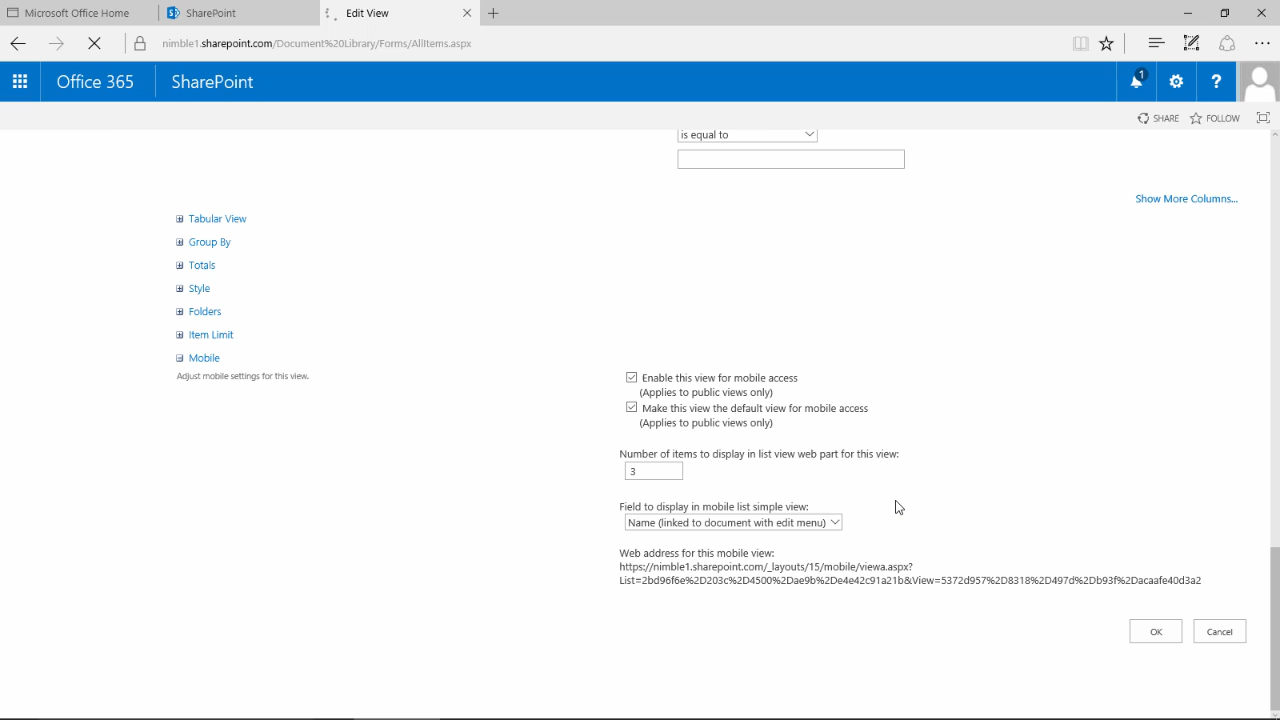 Microsoft Office Home
SharePoint
Edit View
nimble1.sharepoint.com/Document%20Library/Forms/AllItems.aspx
Office 365
SharePoint
1
?
SHARE
FOLLOW
is equal to
Show More Columns...
Tabular View
Group By
Totals
Style
Folders
Item Limit
Mobile
Adjust mobile settings for this view.
Enable this view for mobile access
(Applies to public views only)
Make this view the default view for mobile access
(Applies to public views only)
Number of items to display in list view web part for this view:
3
Field to display in mobile list simple view:
Name (linked to document with edit menu)
Web address for this mobile view:
https://nimble1.sharepoint.com/_layouts/15/mobile/viewa.aspx?
List=2bd96f6e%2D203c%2D4500%2Dae9b%2De4e42c91a21b&View=5372d957%2D8318%2D497d%2Db93f%2Dacaafe40d3a2
OK
Cancel